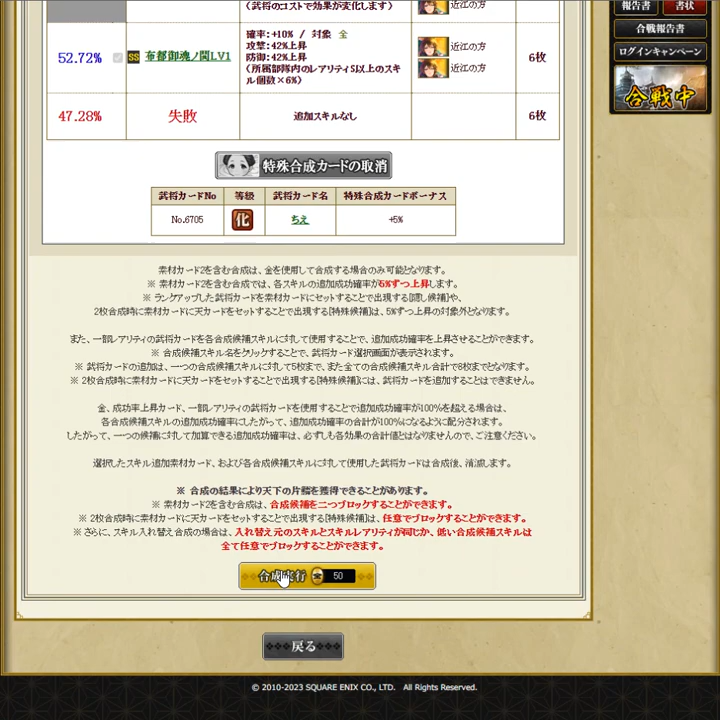 (武将のコストで効果が変化します)
近江の方
報告書
書状
合戦報告書
ログインキャンペーン
合戦中
52.72%
SS
布都御魂ノ閃LV1
確率:+10% / 対象 全
攻撃:42%上昇
防御:42%上昇
(所属部隊内のレアリティS以上のスキ
ル個数×6%)
近江の方
近江の方
6枚
47.28%
失敗
追加スキルなし
6枚
特殊合成カードの取消
武将カードNo
等級
武将カード名
特殊合成カードボーナス
No.6705
化
ちえ
+5%
素材カード2を含む合成は、金を使用して合成する場合のみ可能となります。
※ 素材カード2を含む合成では、各スキルの追加成功確率が5%ずつ上昇します。
※ ランクアップした武将カードを素材カードにセットすることで出現する[隠し候補]や、
2枚合成時に素材カードに天カードをセットすることで出現する[特殊候補]は、5%ずつ上昇の対象外となります。
また、一部レアリティの武将カードを各合成候補スキルに対して使用することで、追加成功確率を上昇させることができます。
※ 合成候補スキル名をクリックすることで、武将カード選択画面が表示されます。
※ 武将カードの追加は、一つの合成候補スキルに対して5枚まで、また全ての合成候補スキル合計で8枚までとなります。
※ 2枚合成時に素材カードに天カードをセットすることで出現する[特殊候補]には、武将カードを追加することはできません。
金、成功率上昇カード、一部レアリティの武将カードを使用することで追加成功確率が100%を超える場合は、
各合成候補スキルの追加成功確率にしたがって、追加成功確率の合計が100%になるように配分されます。
したがって、一つの候補に対して加算できる追加成功確率は、必ずしも各効果の合計値とはなりませんので、ご注意ください。
選択したスキル追加素材カード、および各合成候補スキルに対して使用した武将カードは合成後、消滅します。
※ 合成の結果により天下の片鱗を獲得できることがあります。
※ 素材カード2を含む合成は、合成候補を二つブロックすることができます。
※ 2枚合成時に素材カードに天カードをセットすることで出現する[特殊候補]は、任意でブロックすることができます。
※ さらに、スキル入れ替え合成の場合は、入れ替え元のスキルとスキルレアリティが同じか、低い合成候補スキルは
全て任意でブロックすることができます。
合成実行
50
戻る
© 2010-2023 SQUARE ENIX CO., LTD. All Rights Reserved.